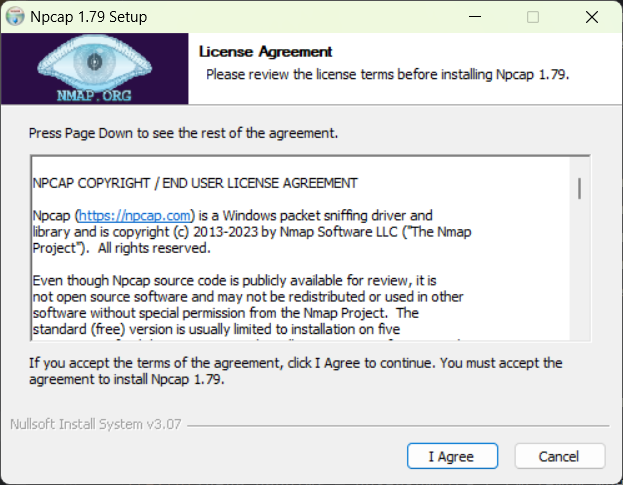 Npcap 1.79 Setup
NMAP.ORG
License Agreement
Please review the license terms before installing Npcap 1.79.
Press Page Down to see the rest of the agreement.
NPCAP COPYRIGHT / END USER LICENSE AGREEMENT
Npcap (https://npcap.com) is a Windows packet sniffing driver and
library and is copyright (c) 2013-2023 by Nmap Software LLC ("The Nmap
Project").  All rights reserved.
Even though Npcap source code is publicly available for review, it is
not open source software and may not be redistributed or used in other
software without special permission from the Nmap Project.  The
standard (free) version is usually limited to installation on five
If you accept the terms of the agreement, click I Agree to continue. You must accept the
agreement to install Npcap 1.79.
Nullsoft Install System v3.07
I Agree
Cancel